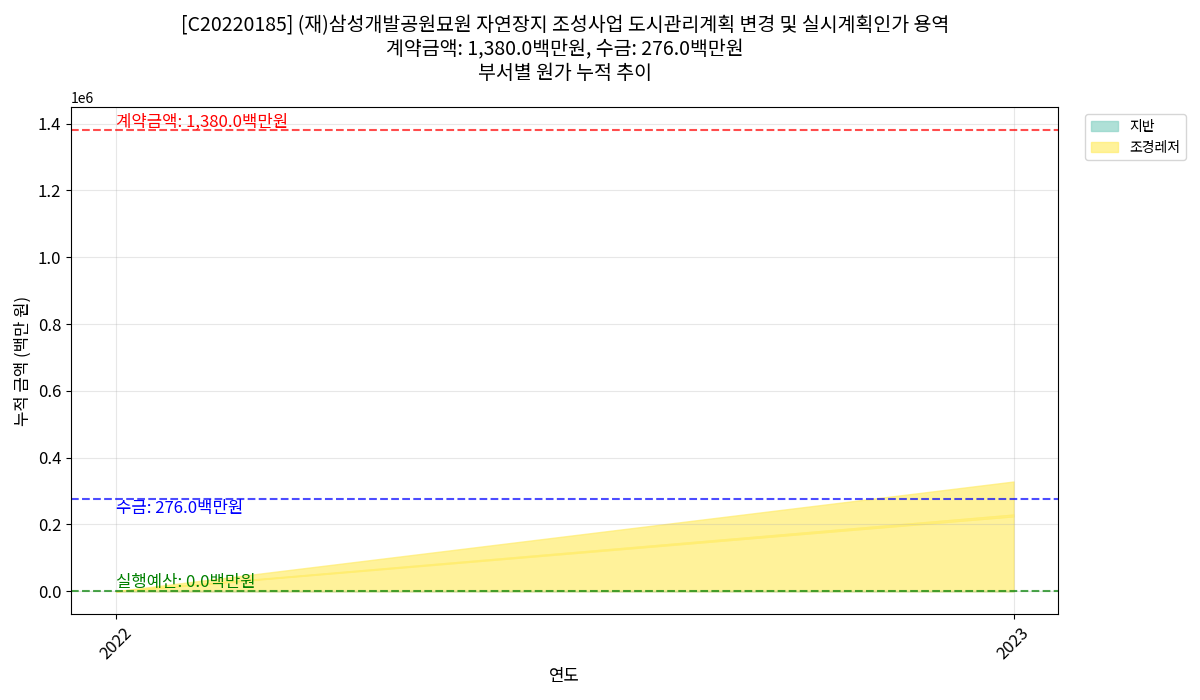 [C20220185] (재)삼성개발공원묘원 자연장지 조성사업 도시관리계획 변경 및 실시계획인가 용역
계약금액: 1,380.0백만원, 수금: 276.0백만원
부서별 원가 누적 추이
1e6
계약금액: 1,380.0백만원
지반
조경레저
1.4
1.2
1.0
0.8
0.6
0.4
0.2
0.0
누적 금액 (백만 원)
수금: 276.0백만원
실행예산: 0.0백만원
2022
2023
연도